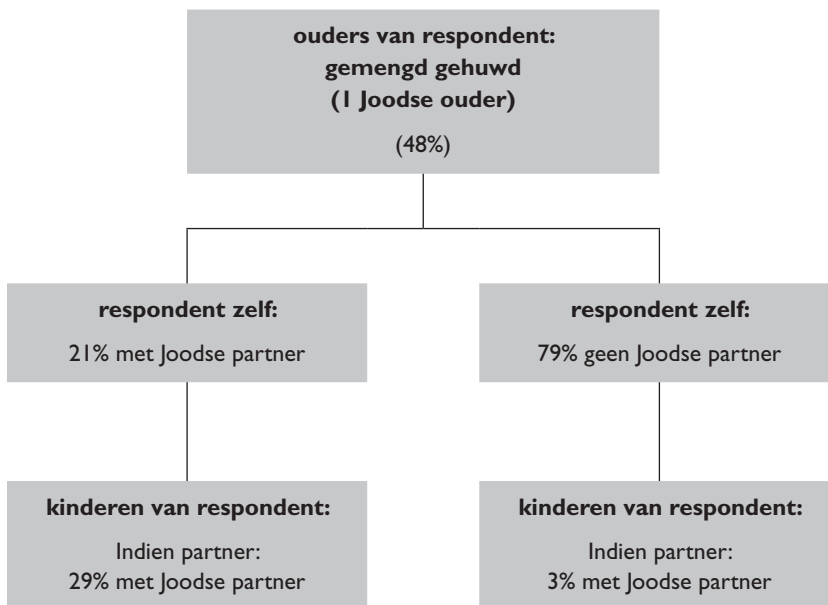 ouders van respondent:
gemengd gehuwd
(1 Joodse ouder)
(48%)
respondent zelf:
21% met Joodse partner
respondent zelf:
79% geen Joodse partner
kinderen van respondent:
Indien partner:
29% met Joodse partner
kinderen van respondent:
Indien partner:
3% met Joodse partner